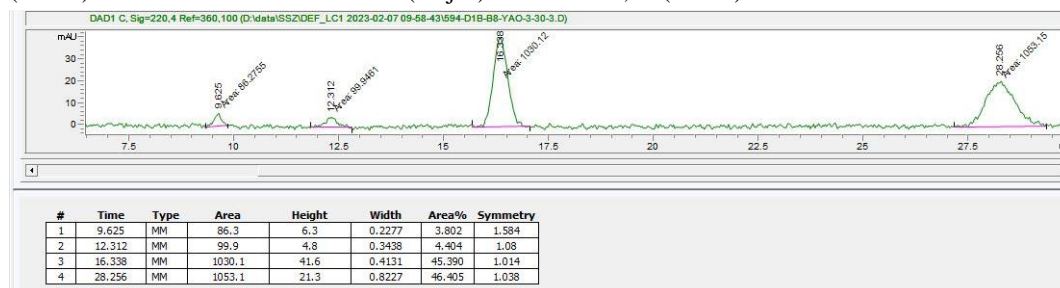 DAD1 C, Sig=220,4 Ref=360,100 (D:\data\SSZ\DEF_LC1 2023-02-07 09-58-43\594-D1B-B8-YAO-3-30-3.D)
mAU
30
20
10
0
9.625
Area: 86.2755
12.312
Area: 99.9461
16.338
Area: 1030.12
28.256
Area: 1053.15
7.5 10 12.5 15 17.5 20 22.5 25 27.5
# Time Type Area Height Width Area% Symmetry
1 9.625 MM 86.3 6.3 0.2277 3.802 1.584
2 12.312 MM 99.9 4.8 0.3438 4.404 1.08
3 16.338 MM 1030.1 41.6 0.4131 45.390 1.014
4 28.256 MM 1053.1 21.3 0.8227 46.405 1.038